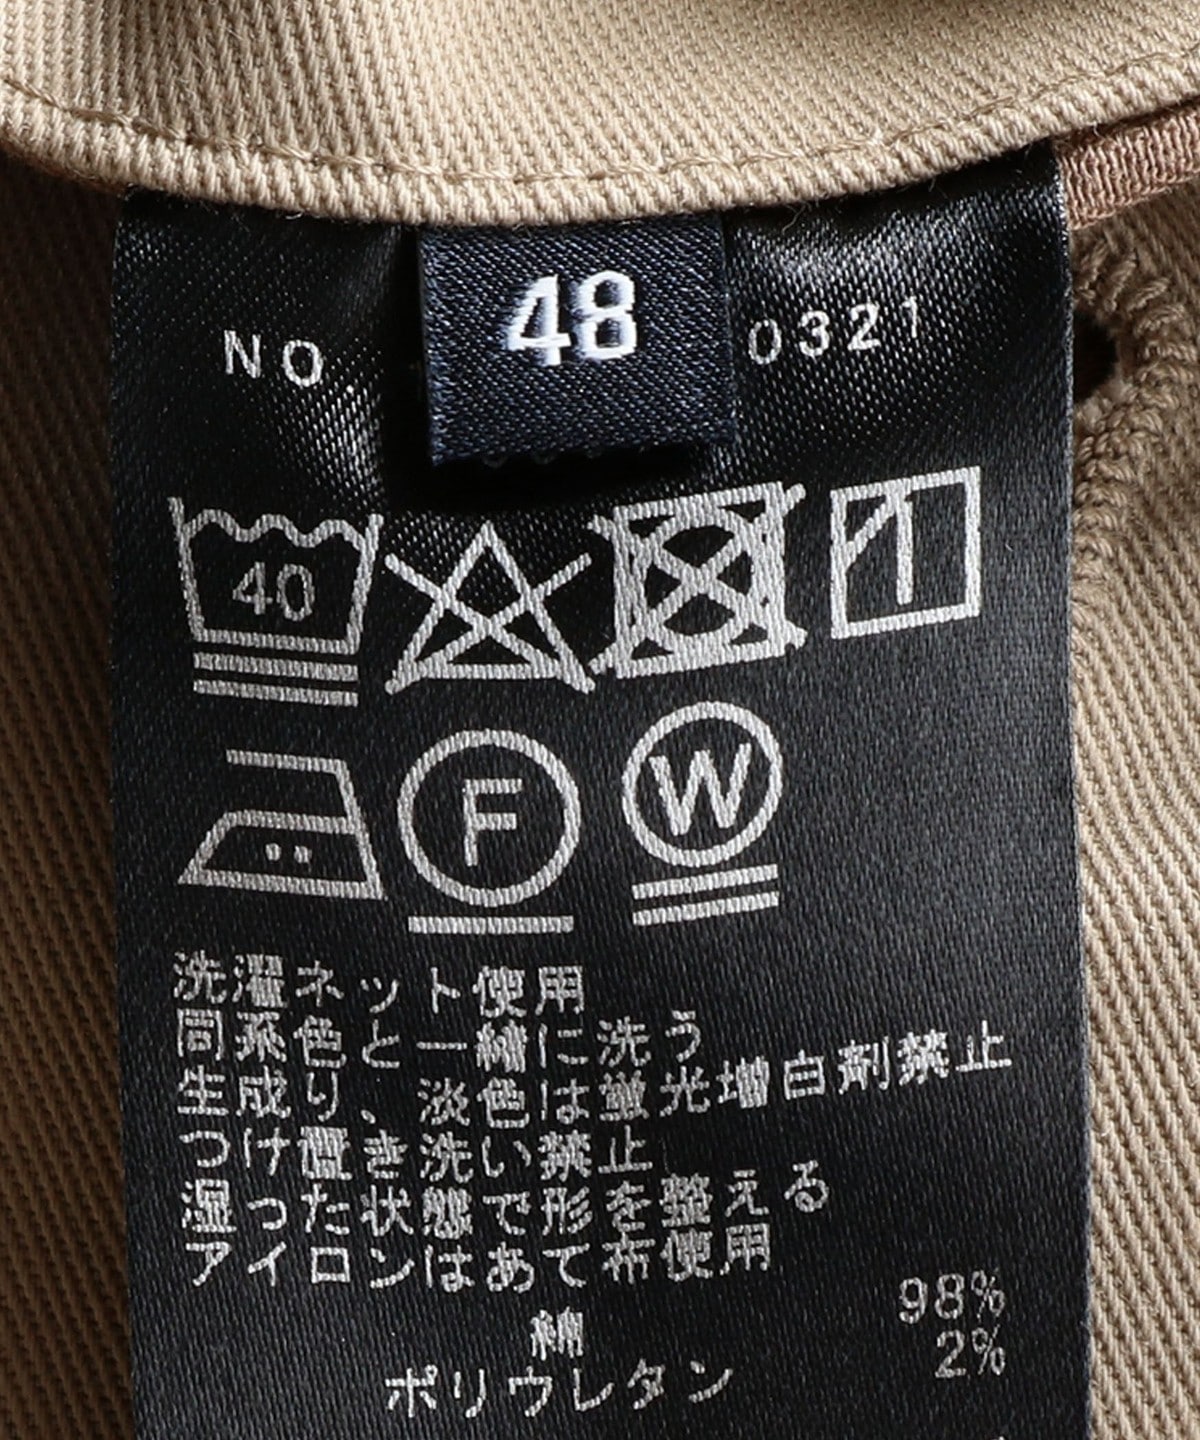 48
NO. 0321
40
F
W
洗濯ネット使用
同系色と一緒に洗う
生成り、淡色は蛍光増白剤禁止
つけ置き洗い禁止
湿った状態で形を整える
アイロンはあて布使用
綿 98%
ポリウレタン 2%